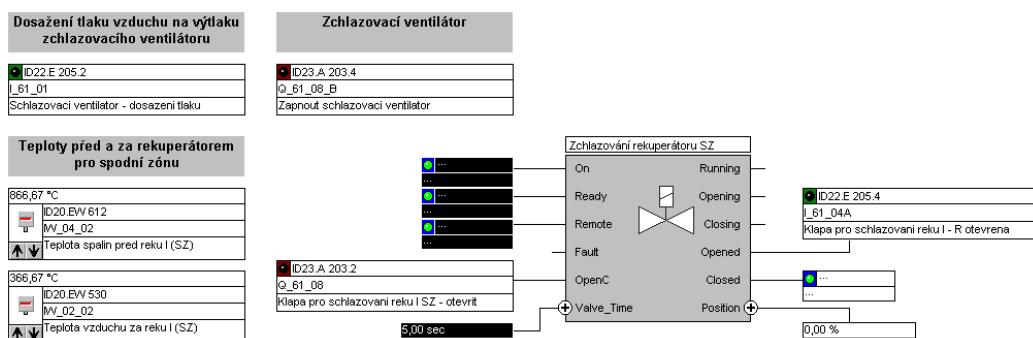 Dosažení tlaku vzduchu na výtlaku
zchlazovacího ventilátoru
Zchlazovací ventilátor
ID22.E 205.2
I_61_01
Schlazovaci ventilator - dosazeni tlaku
ID23.A 203.4
Q_61_08_B
Zapnout schlazovaci ventilator
Teploty před a za rekuperátorem
pro spodní zónu
866,67 °C
ID20.EW 612
IW_04_02
Teplota spalin pred reku I (SZ)
366,67 °C
ID20.EW 530
IW_02_02
Teplota vzduchu za reku I (SZ)
...
...
...
...
...
...
ID23.A 203.2
Q_61_08
Klapa pro schlazovani reku I SZ - otevrit
5,00 sec
Zchlazování rekuperátoru SZ
On
Ready
Remote
Fault
OpenC
Valve_Time
Running
Opening
Closing
Opened
Closed
Position
ID22.E 205.4
I_61_04A
Klapa pro schlazovani reku I - R otevrena
...
...
0,00 %